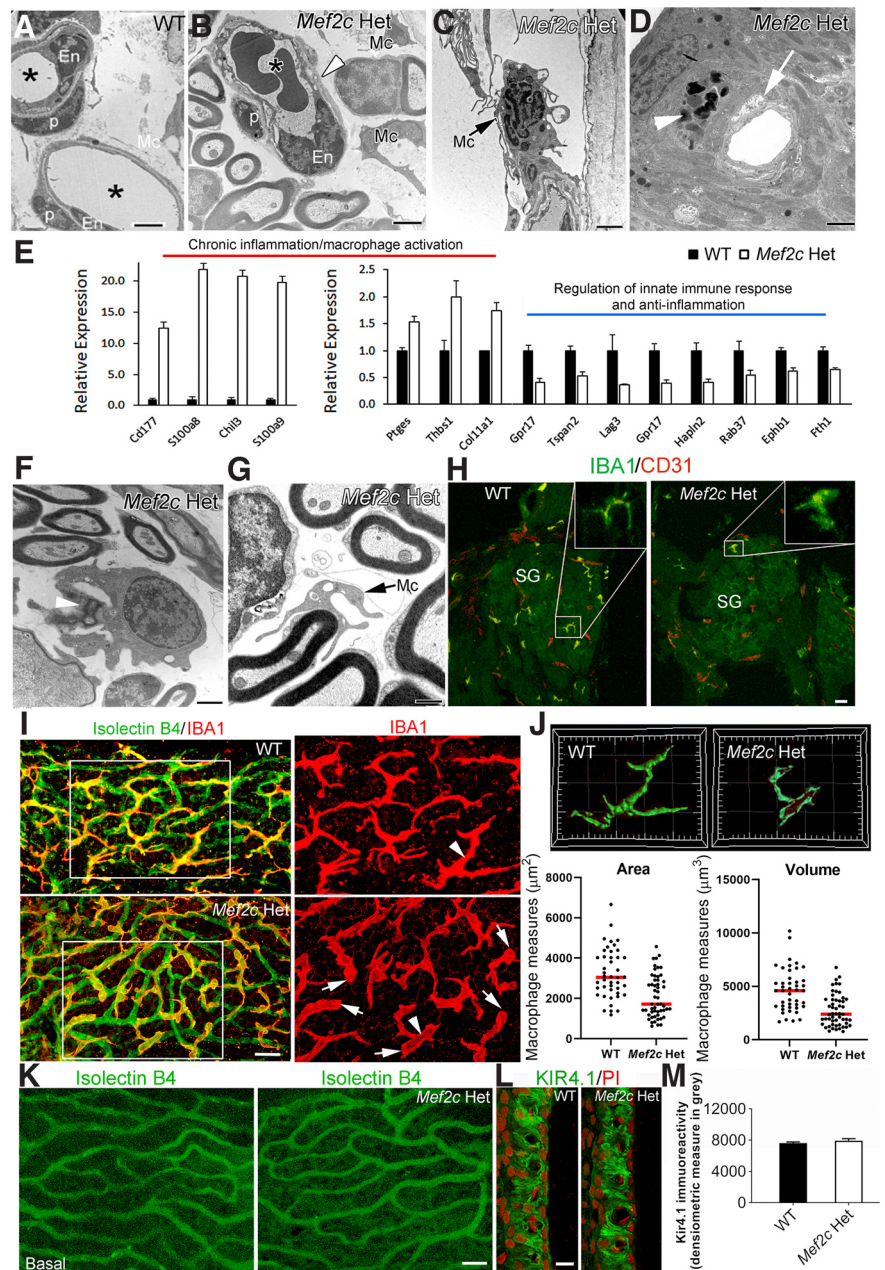 A
WT
En
p
Mc
p
En
B
Mef2c Het
Mc
p
En
Mc
C
Mef2c Het
Mc
D
Mef2c Het
E
Chronic inflammation/macrophage activation
WT Mef2c Het
Regulation of innate immune response
and anti-inflammation
Relative Expression
20.0
15.0
10.0
5.0
0.0
Cd177
S100a8
Chil3
S100a9
Relative Expression
2.5
2.0
1.5
1.0
0.5
0.0
Ptges
Thbs1
Col11a1
Gpr17
Tspan2
Lag3
Gpr17
Hapln2
Rab37
Ephb1
Fth1
F
Mef2c Het
G
Mef2c Het
Mc
H
IBA1/CD31
WT
SG
Mef2c Het
SG
I
Isolectin B4/IBA1
WT
IBA1
Mef2c Het
J
WT
Mef2c Het
Area
Macrophage measures (μm²)
8000
6000
4000
2000
0
WT
Mef2c Het
Volume
Macrophage measures (μm³)
15000
10000
5000
0
WT
Mef2c Het
K
Isolectin B4
Basal
Isolectin B4
Mef2c Het
L
KIR4.1/PI
WT
Mef2c Het
M
Kir4.1 immuoreactivity
(densiometric measure in grey)
12000
8000
4000
0
WT
Mef2c Het